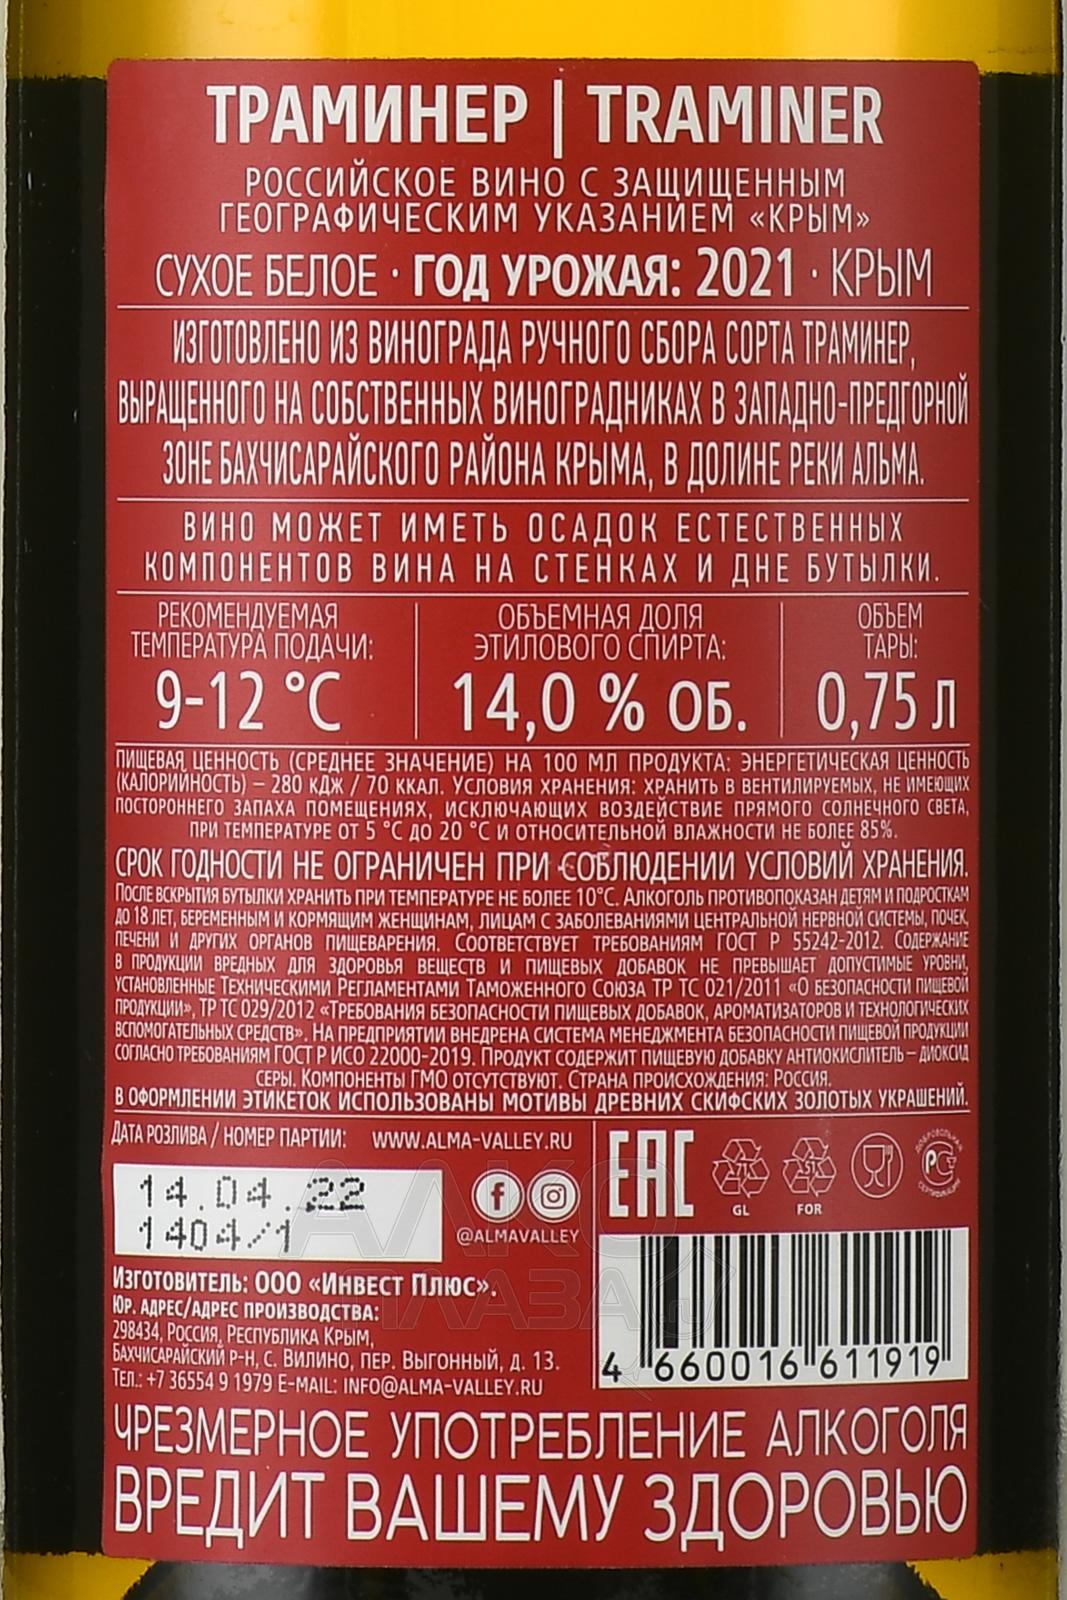 ТРАМИНЕР | TRAMINER
РОССИЙСКОЕ ВИНО С ЗАЩИЩЕННЫМ
ГЕОГРАФИЧЕСКИМ УКАЗАНИЕМ «КРЫМ»
СУХОЕ БЕЛОЕ · ГОД УРОЖАЯ: 2021 · КРЫМ
ИЗГОТОВЛЕНО ИЗ ВИНОГРАДА РУЧНОГО СБОРА СОРТА ТРАМИНЕР,
ВЫРАЩЕННОГО НА СОБСТВЕННЫХ ВИНОГРАДНИКАХ В ЗАПАДНО-ПРЕДГОРНОЙ
ЗОНЕ БАХЧИСАРАЙСКОГО РАЙОНА КРЫМА, В ДОЛИНЕ РЕКИ АЛЬМА.
ВИНО МОЖЕТ ИМЕТЬ ОСАДОК ЕСТЕСТВЕННЫХ
КОМПОНЕНТОВ ВИНА НА СТЕНКАХ И ДНЕ БУТЫЛКИ.
РЕКОМЕНДУЕМАЯ
ТЕМПЕРАТУРА ПОДАЧИ:
9-12 °C
ОБЪЕМНАЯ ДОЛЯ
ЭТИЛОВОГО СПИРТА:
14,0 % ОБ.
ОБЪЕМ
ТАРЫ:
0,75 Л
ПИЩЕВАЯ ЦЕННОСТЬ (СРЕДНЕЕ ЗНАЧЕНИЕ) НА 100 МЛ ПРОДУКТА: ЭНЕРГЕТИЧЕСКАЯ ЦЕННОСТЬ
(КАЛОРИЙНОСТЬ) – 280 КДЖ / 70 ККАЛ. УСЛОВИЯ ХРАНЕНИЯ: ХРАНИТЬ В ВЕНТИЛИРУЕМЫХ, НЕ ИМЕЮЩИХ
ПОСТОРОННЕГО ЗАПАХА ПОМЕЩЕНИЯХ, ИСКЛЮЧАЮЩИХ ВОЗДЕЙСТВИЕ ПРЯМОГО СОЛНЕЧНОГО СВЕТА,
ПРИ ТЕМПЕРАТУРЕ ОТ 5 °C ДО 20 °C И ОТНОСИТЕЛЬНОЙ ВЛАЖНОСТИ НЕ БОЛЕЕ 85%.
СРОК ГОДНОСТИ НЕ ОГРАНИЧЕН ПРИ СОБЛЮДЕНИИ УСЛОВИЙ ХРАНЕНИЯ.
ПОСЛЕ ВСКРЫТИЯ БУТЫЛКИ ХРАНИТЬ ПРИ ТЕМПЕРАТУРЕ НЕ БОЛЕЕ 10°C. АЛКОГОЛЬ ПРОТИВОПОКАЗАН ДЕТЯМ И ПОДРОСТКАМ
ДО 18 ЛЕТ, БЕРЕМЕННЫМ И КОРМЯЩИМ ЖЕНЩИНАМ, ЛИЦАМ С ЗАБОЛЕВАНИЯМИ ЦЕНТРАЛЬНОЙ НЕРВНОЙ СИСТЕМЫ, ПОЧЕК,
ПЕЧЕНИ И ДРУГИХ ОРГАНОВ ПИЩЕВАРЕНИЯ. СООТВЕТСТВУЕТ ТРЕБОВАНИЯМ ГОСТ Р 55242-2012. СОДЕРЖАНИЕ
В ПРОДУКЦИИ ВРЕДНЫХ ДЛЯ ЗДОРОВЬЯ ВЕЩЕСТВ И ПИЩЕВЫХ ДОБАВОК НЕ ПРЕВЫШАЕТ ДОПУСТИМЫЕ УРОВНИ,
УСТАНОВЛЕННЫЕ ТЕХНИЧЕСКИМИ РЕГЛАМЕНТАМИ ТАМОЖЕННОГО СОЮЗА ТР ТС 021/2011 «О БЕЗОПАСНОСТИ ПИЩЕВОЙ
ПРОДУКЦИИ», ТР ТС 029/2012 «ТРЕБОВАНИЯ БЕЗОПАСНОСТИ ПИЩЕВЫХ ДОБАВОК, АРОМАТИЗАТОРОВ И ТЕХНОЛОГИЧЕСКИХ
ВСПОМОГАТЕЛЬНЫХ СРЕДСТВ». НА ПРЕДПРИЯТИИ ВНЕДРЕНА СИСТЕМА МЕНЕДЖМЕНТА БЕЗОПАСНОСТИ ПИЩЕВОЙ ПРОДУКЦИИ
СОГЛАСНО ТРЕБОВАНИЯМ ГОСТ Р ИСО 22000-2019. ПРОДУКТ СОДЕРЖИТ ПИЩЕВУЮ ДОБАВКУ АНТИОКИСЛИТЕЛЬ – ДИОКСИД
СЕРЫ. КОМПОНЕНТЫ ГМО ОТСУТСТВУЮТ. СТРАНА ПРОИСХОЖДЕНИЯ: РОССИЯ.
В ОФОРМЛЕНИИ ЭТИКЕТОК ИСПОЛЬЗОВАНЫ МОТИВЫ ДРЕВНИХ СКИФСКИХ ЗОЛОТЫХ УКРАШЕНИЙ.
ДАТА РОЗЛИВА / НОМЕР ПАРТИИ: WWW.ALMA-VALLEY.RU
14.04.22
1404/1
@ALMAVALLEY
EAC
71
GL
51
FOR
ДОБРОВОЛЬНАЯ
СЕРТИФИКАЦИЯ
ИЗГОТОВИТЕЛЬ: ООО «ИНВЕСТ ПЛЮС».
ЮР. АДРЕС/АДРЕС ПРОИЗВОДСТВА:
298434, РОССИЯ, РЕСПУБЛИКА КРЫМ,
БАХЧИСАРАЙСКИЙ Р-Н, С. ВИЛИНО, ПЕР. ВЫГОННЫЙ, Д. 13.
ТЕЛ.: +7 36554 9 1979 E-MAIL: INFO@ALMA-VALLEY.RU
4 660016 611919
ЧРЕЗМЕРНОЕ УПОТРЕБЛЕНИЕ АЛКОГОЛЯ
ВРЕДИТ ВАШЕМУ ЗДОРОВЬЮ
АЛКО
ПЛАЗА